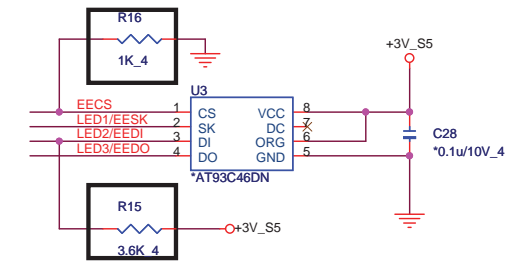 R16
1K_4
+3V_S5
U3
EECS 1 CS VCC 8
LED1/EESK 2 SK DC 7
LED2/EEDI 3 DI ORG 6
LED3/EEDO 4 DO GND 5
*AT93C46DN
C28
*0.1u/10V_4
R15
3.6K_4
+3V_S5